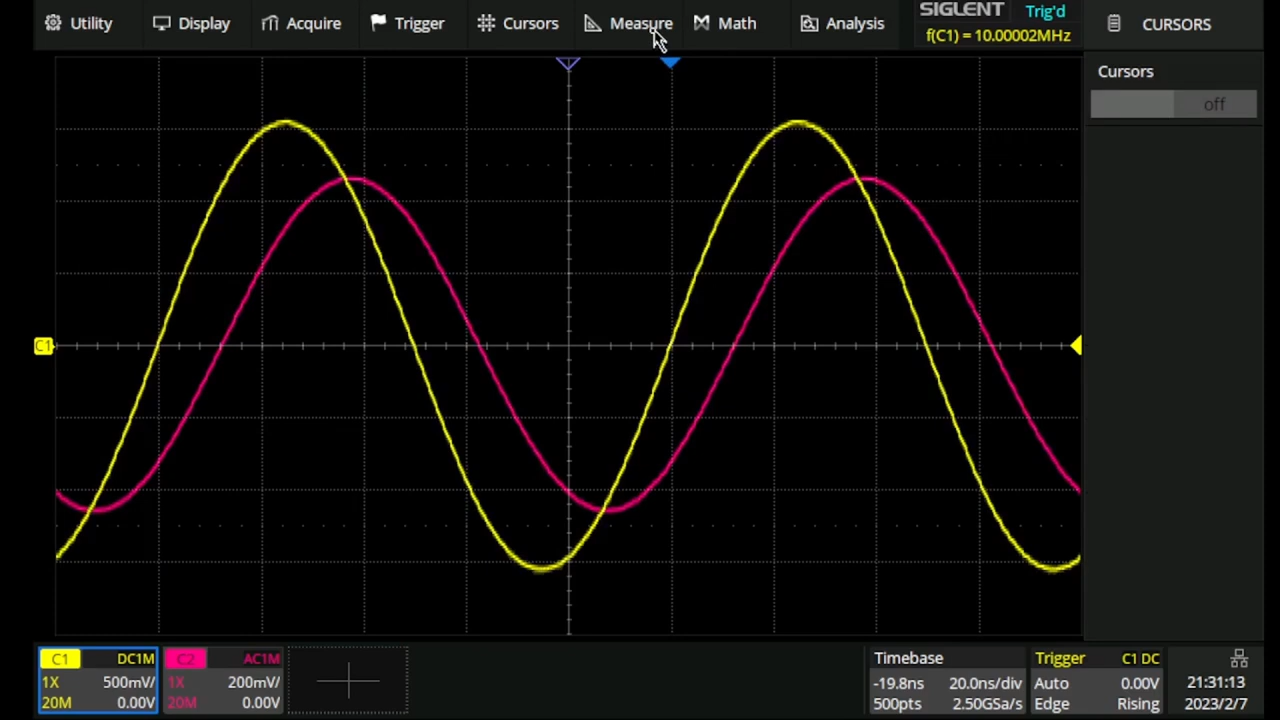 Utility Display Acquire Trigger Cursors Measure Math Analysis
SIGLENT Trig'd
f(C1) = 10.00002MHz
CURSORS
Cursors
off
C1
C1 DC1M
1X 500mV/
20M 0.00V
C2 AC1M
1X 200mV/
20M 0.00V
Timebase
-19.8ns 20.0ns/div
500pts 2.50GSa/s
Trigger C1 DC
Auto 0.00V
Edge Rising
21:31:13
2023/2/7